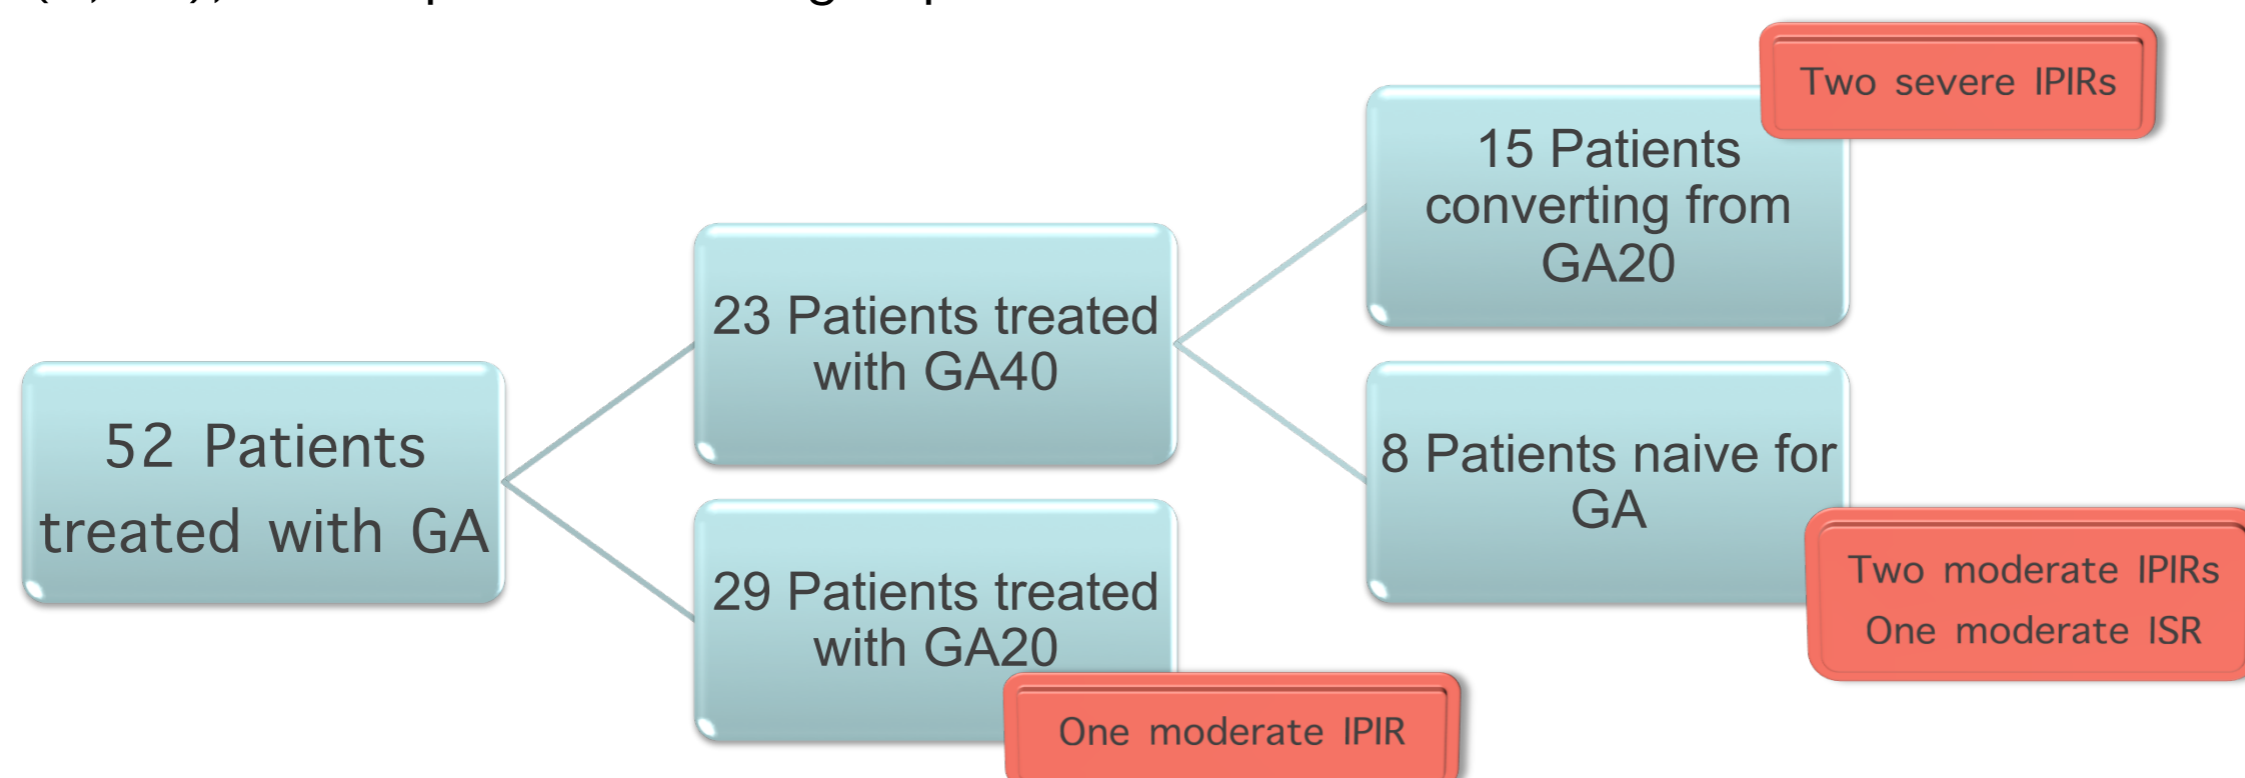 Two severe IPIRs
15 Patients
converting from
GA20
23 Patients treated
with GA40
52 Patients
treated with GA
8 Patients naive for
GA
Two moderate IPIRs
One moderate ISR
29 Patients treated
with GA20
One moderate IPIR